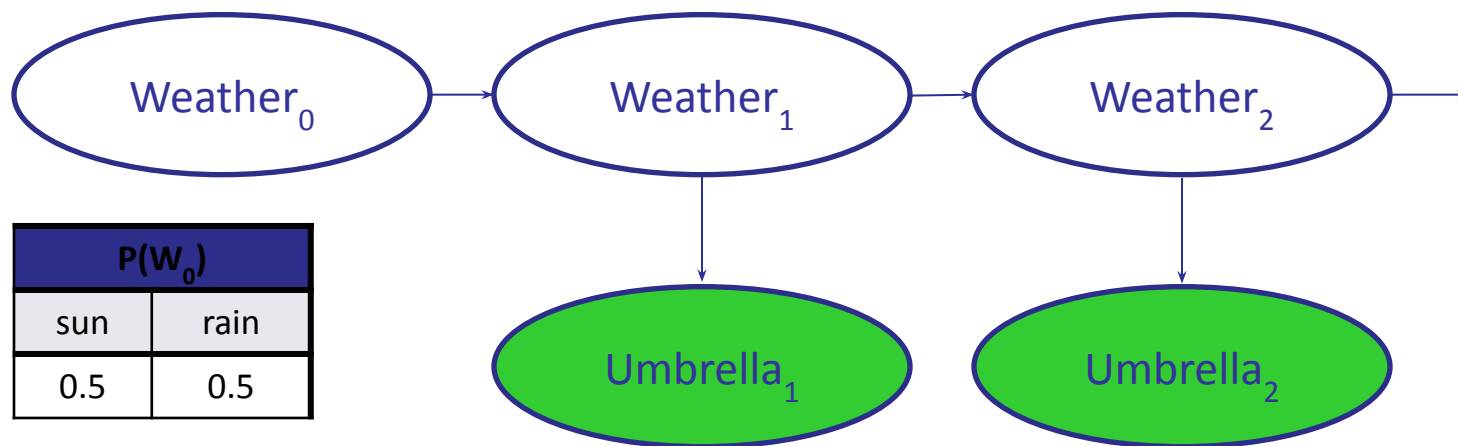 Weather₀ Weather₁ Weather₂
P(W₀)
sun rain
0.5 0.5
Umbrella₁ Umbrella₂